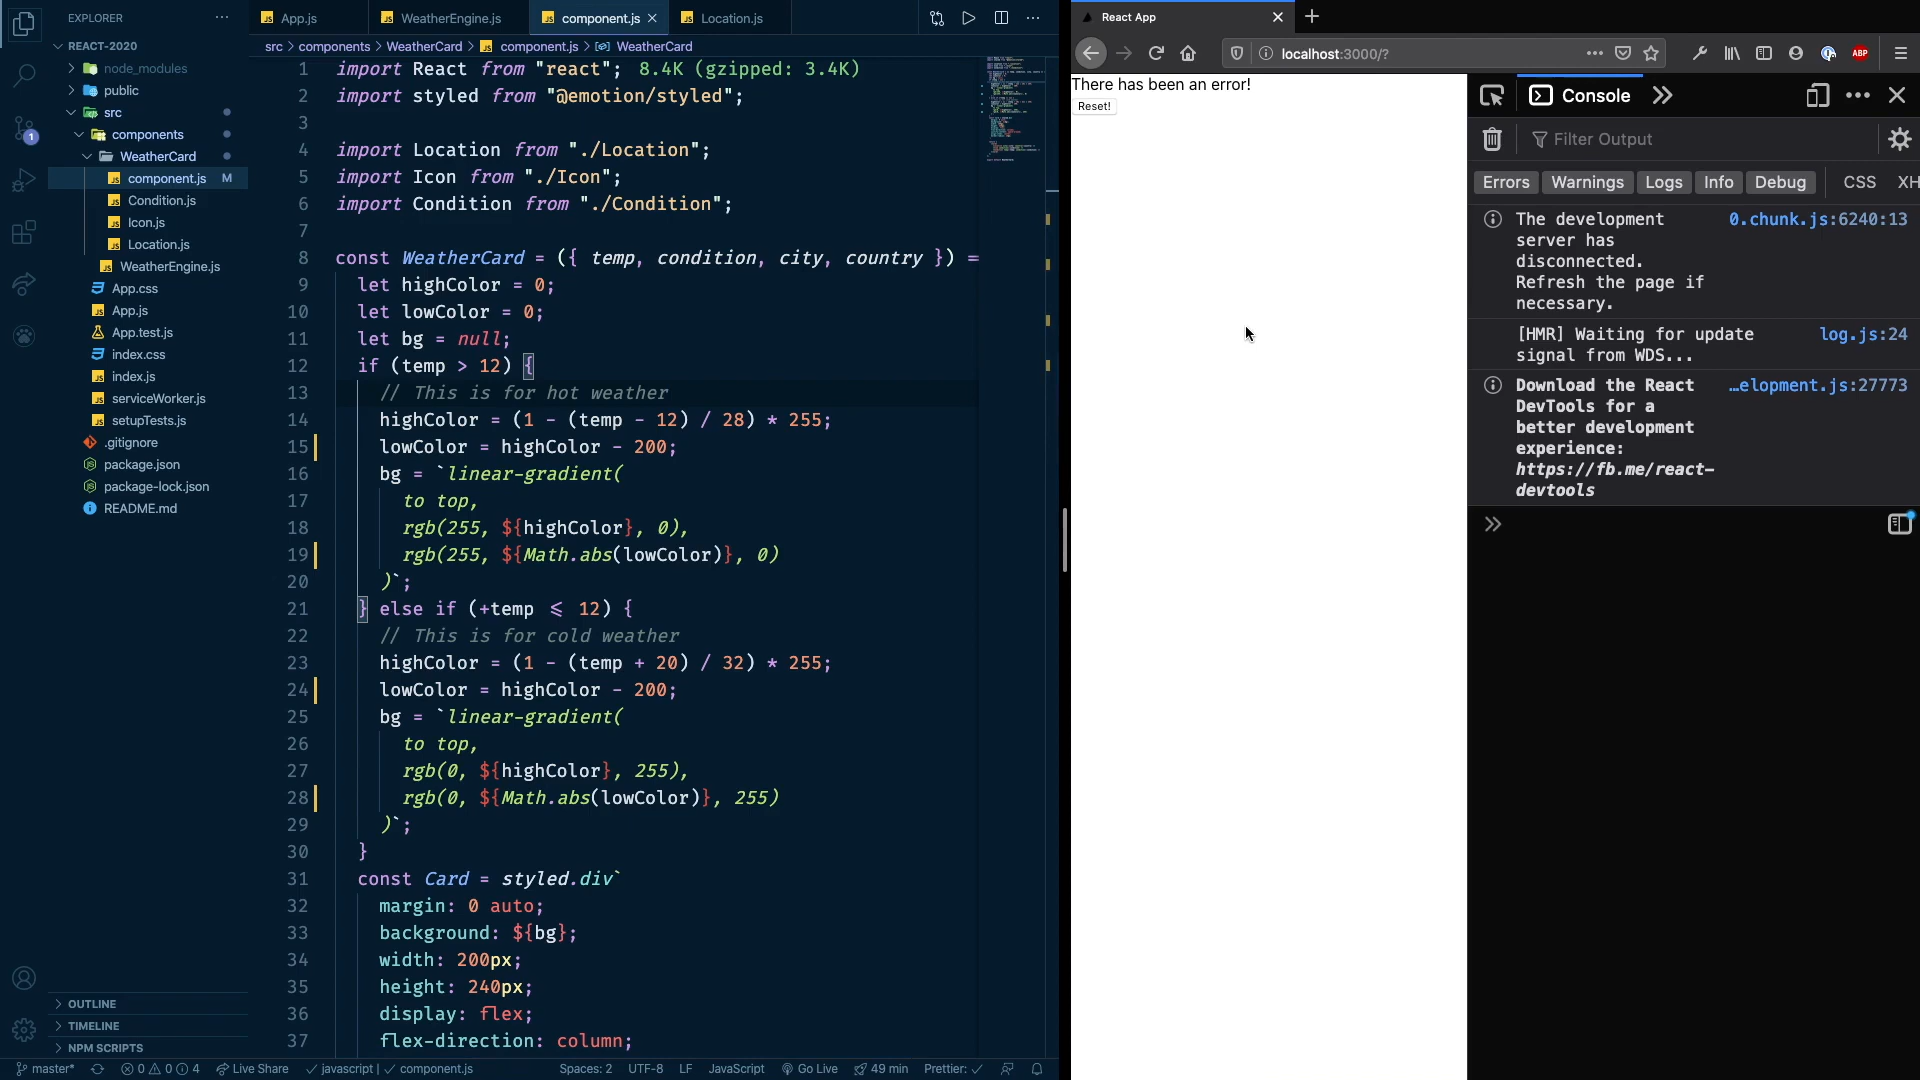 EXPLORER
REACT-2020
node_modules
public
src
components
WeatherCard
component.js M
Condition.js
Icon.js
Location.js
WeatherEngine.js
App.css
App.js
App.test.js
index.css
index.js
serviceWorker.js
setupTests.js
.gitignore
package.json
package-lock.json
README.md
1
OUTLINE
TIMELINE
NPM SCRIPTS
App.js WeatherEngine.js component.js Location.js
src > components > WeatherCard > component.js > WeatherCard
1 import React from "react"; 8.4K (gzipped: 3.4K)
2 import styled from "@emotion/styled";
3
4 import Location from "./Location";
5 import Icon from "./Icon";
6 import Condition from "./Condition";
7
8 const WeatherCard = ({ temp, condition, city, country }) =
9 let highColor = 0;
10 let lowColor = 0;
11 let bg = null;
12 if (temp > 12) {
13 // This is for hot weather
14 highColor = (1 - (temp - 12) / 28) * 255;
15 lowColor = highColor - 200;
16 bg = `linear-gradient(
17 to top,
18 rgb(255, ${highColor}, 0),
19 rgb(255, ${Math.abs(lowColor)}, 0)
20 )`;
21 } else if (+temp <= 12) {
22 // This is for cold weather
23 highColor = (1 - (temp + 20) / 32) * 255;
24 lowColor = highColor - 200;
25 bg = `linear-gradient(
26 to top,
27 rgb(0, ${highColor}, 255),
28 rgb(0, ${Math.abs(lowColor)}, 255)
29 )`;
30 }
31 const Card = styled.div`
32 margin: 0 auto;
33 background: ${bg};
34 width: 200px;
35 height: 240px;
36 display: flex;
37 flex-direction: column;
master* 0 0 4 Live Share javascript | component.js Spaces: 2 UTF-8 LF JavaScript Go Live 49 min Prettier: ✓
React App
localhost:3000/?
ABP
There has been an error!
Reset!
Console
Filter Output
Errors Warnings Logs Info Debug CSS XH
The development 0.chunk.js:6240:13
server has
disconnected.
Refresh the page if
necessary.
[HMR] Waiting for update log.js:24
signal from WDS...
Download the React …elopment.js:27773
DevTools for a
better development
experience:
https://fb.me/react-
devtools